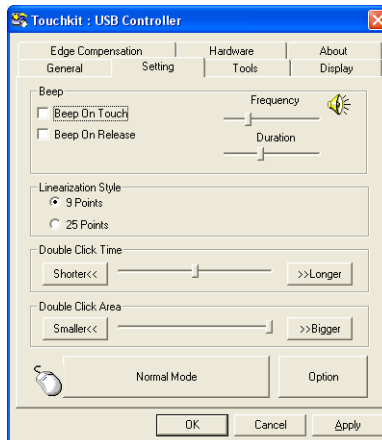 Touchkit : USB Controller
Edge Compensation Hardware About
General Setting Tools Display
Beep
Beep On Touch
Frequency
Beep On Release
Duration
Linearization Style
9 Points
25 Points
Double Click Time
Shorter<< >>Longer
Double Click Area
Smaller<< >>Bigger
Normal Mode Option
OK Cancel Apply